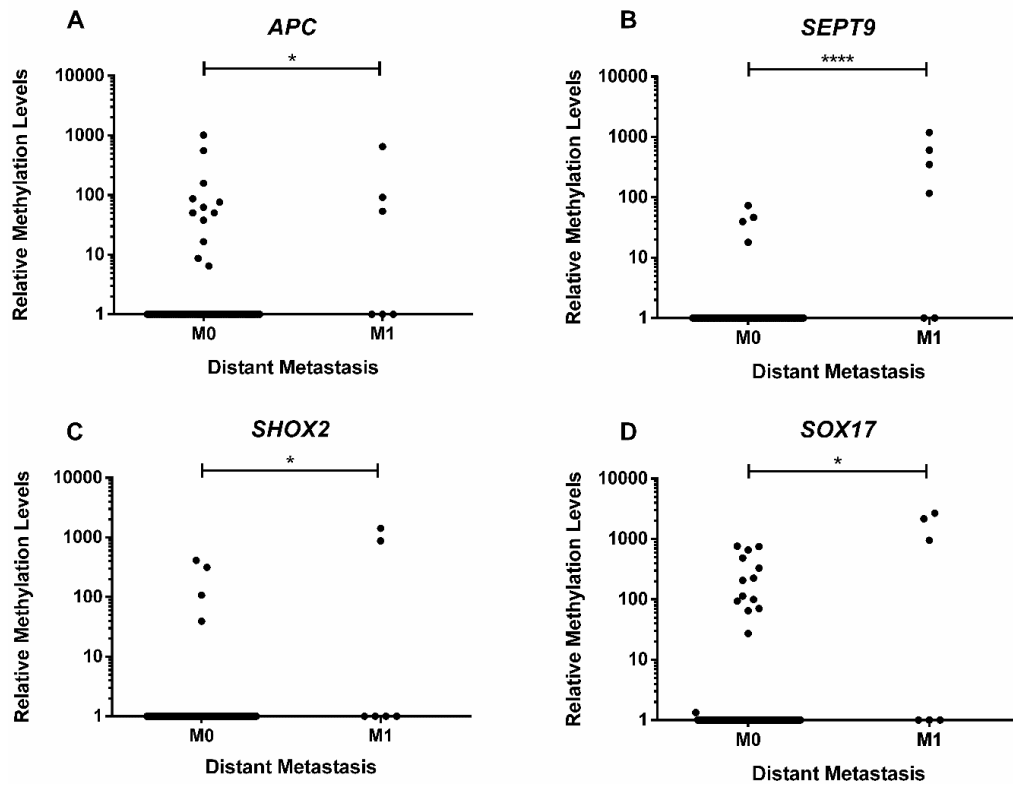 A
APC
*
Relative Methylation Levels
10000
1000
100
10
1
M0
M1
Distant Metastasis
B
SEPT9
****
Relative Methylation Levels
10000
1000
100
10
1
M0
M1
Distant Metastasis
C
SHOX2
*
Relative Methylation Levels
10000
1000
100
10
1
M0
M1
Distant Metastasis
D
SOX17
*
Relative Methylation Levels
10000
1000
100
10
1
M0
M1
Distant Metastasis